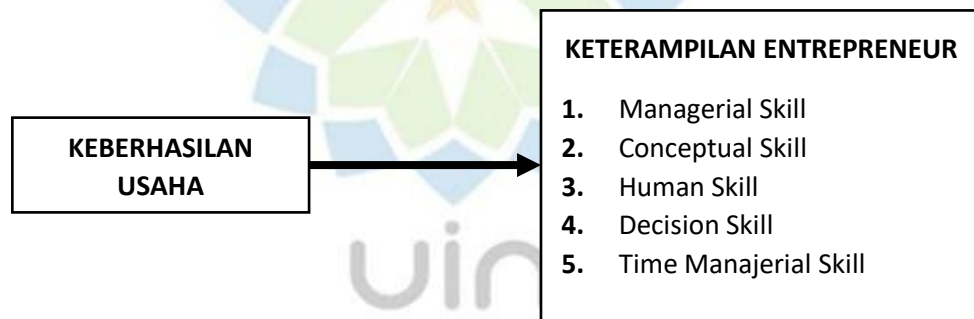 KETERAMPILAN ENTREPRENEUR
1. Managerial Skill
2. Conceptual Skill
3. Human Skill
4. Decision Skill
5. Time Manajerial Skill
KEBERHASILAN
USAHA
uin